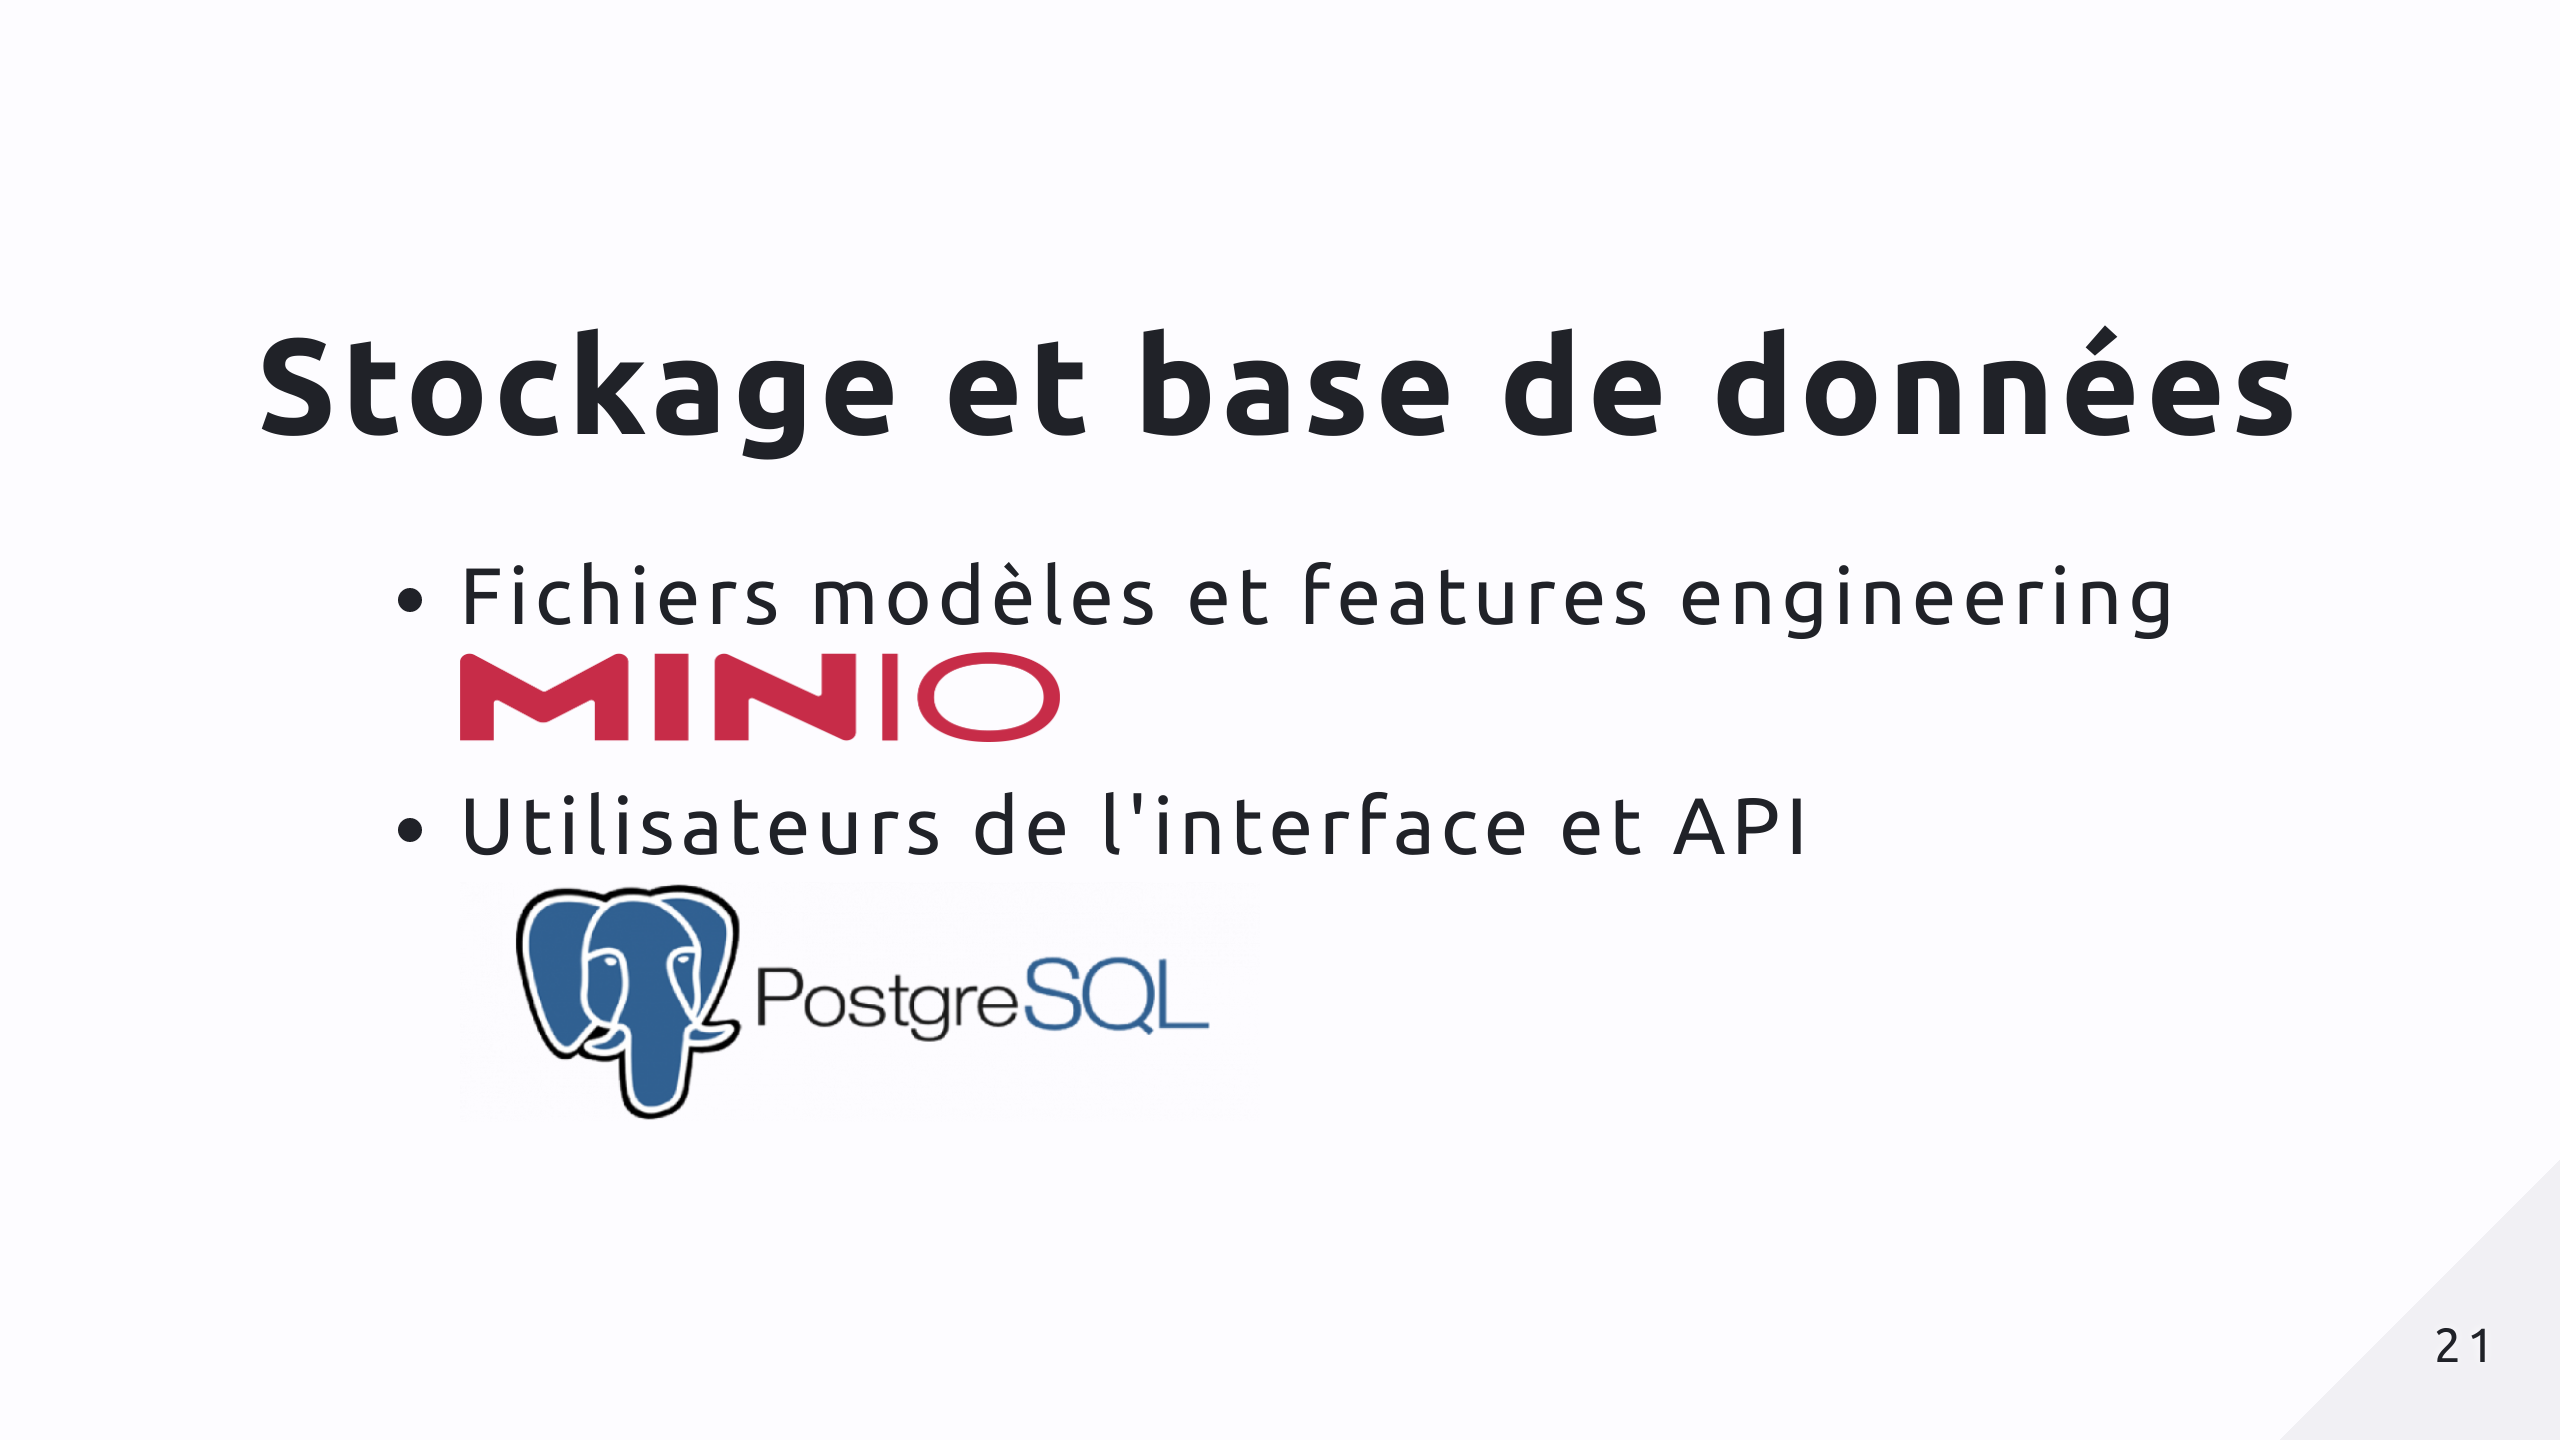 Stockage et base de données
• Fichiers modèles et features engineering
MINIO
• Utilisateurs de l'interface et API
PostgreSQL
21